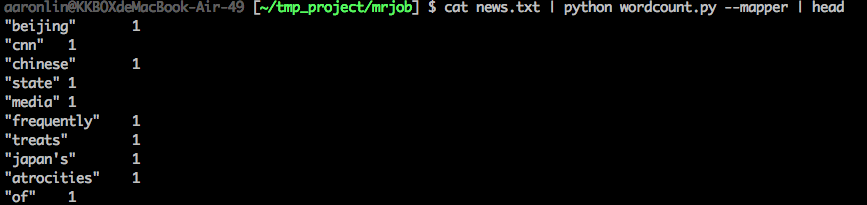 aaronlin@KKBOXdeMacBook-Air-49 [~/tmp_project/mrjob] $ cat news.txt | python wordcount.py --mapper | head
"beijing"	1
"cnn"	1
"chinese"	1
"state"	1
"media"	1
"frequently"	1
"treats"	1
"japan's"	1
"atrocities"	1
"of"	1